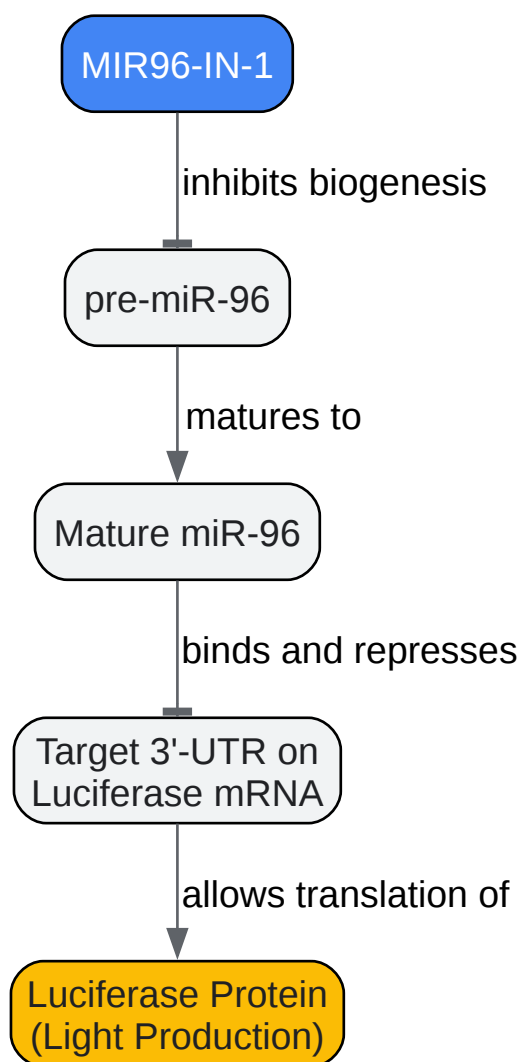 MIR96-IN-1
inhibits biogenesis
pre-miR-96
matures to
Mature miR-96
binds and represses
Target 3'-UTR on
Luciferase mRNA
allows translation of
Luciferase Protein
(Light Production)